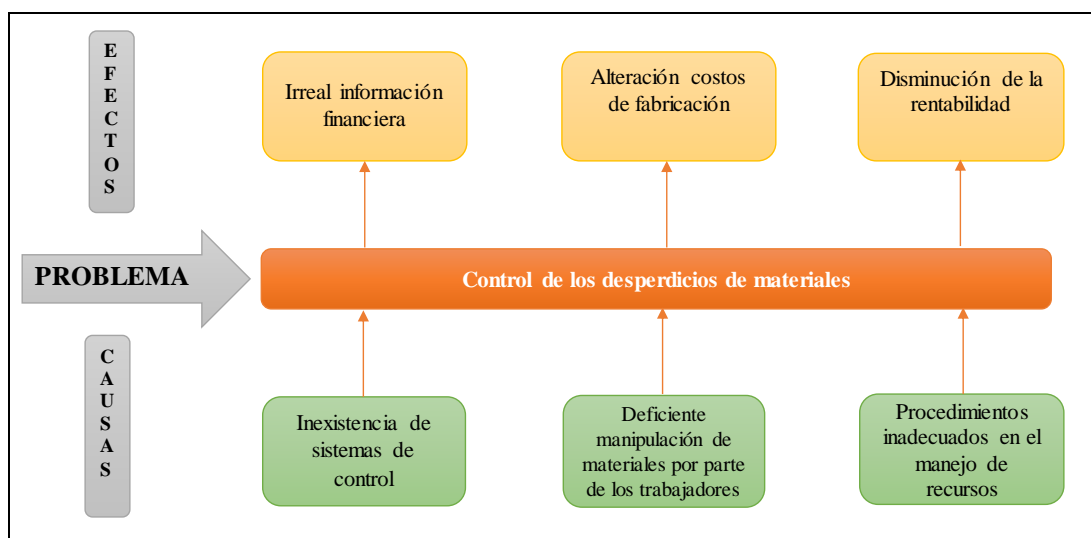 EFECTOS
Irreal información
financiera
Alteración costos
de fabricación
Disminución de la
rentabilidad
PROBLEMA
Control de los desperdicios de materiales
CAUSAS
Inexistencia de
sistemas de
control
Deficiente
manipulación de
materiales por parte
de los trabajadores
Procedimientos
inadecuados en el
manejo de
recursos